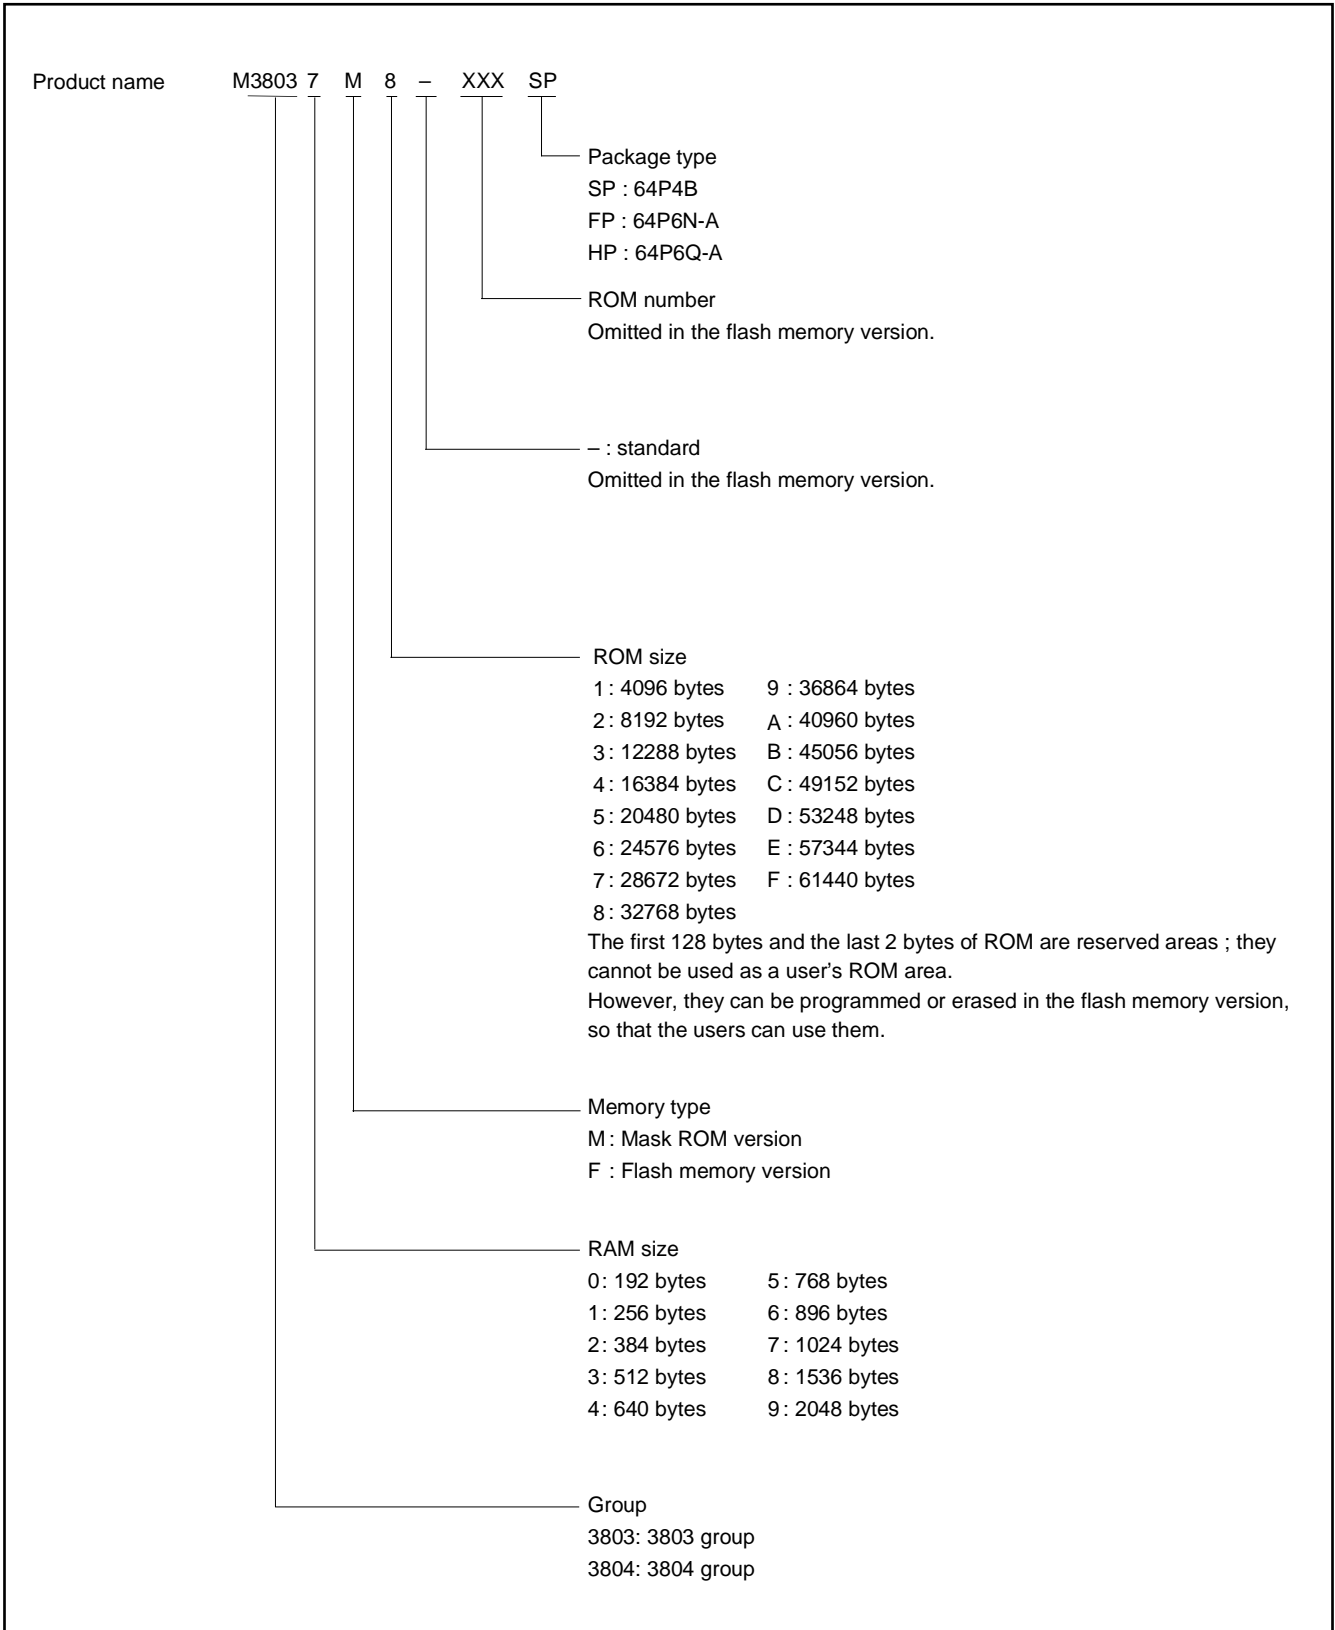 Product name M3803 7 M 8 – XXX SP
Package type
SP : 64P4B
FP : 64P6N-A
HP : 64P6Q-A
ROM number
Omitted in the flash memory version.
– : standard
Omitted in the flash memory version.
ROM size
1 : 4096 bytes 9 : 36864 bytes
2 : 8192 bytes A : 40960 bytes
3 : 12288 bytes B : 45056 bytes
4 : 16384 bytes C : 49152 bytes
5 : 20480 bytes D : 53248 bytes
6 : 24576 bytes E : 57344 bytes
7 : 28672 bytes F : 61440 bytes
8 : 32768 bytes
The first 128 bytes and the last 2 bytes of ROM are reserved areas ; they
cannot be used as a user’s ROM area.
However, they can be programmed or erased in the flash memory version,
so that the users can use them.
Memory type
M : Mask ROM version
F : Flash memory version
RAM size
0 : 192 bytes 5 : 768 bytes
1 : 256 bytes 6 : 896 bytes
2 : 384 bytes 7 : 1024 bytes
3 : 512 bytes 8 : 1536 bytes
4 : 640 bytes 9 : 2048 bytes
Group
3803: 3803 group
3804: 3804 group